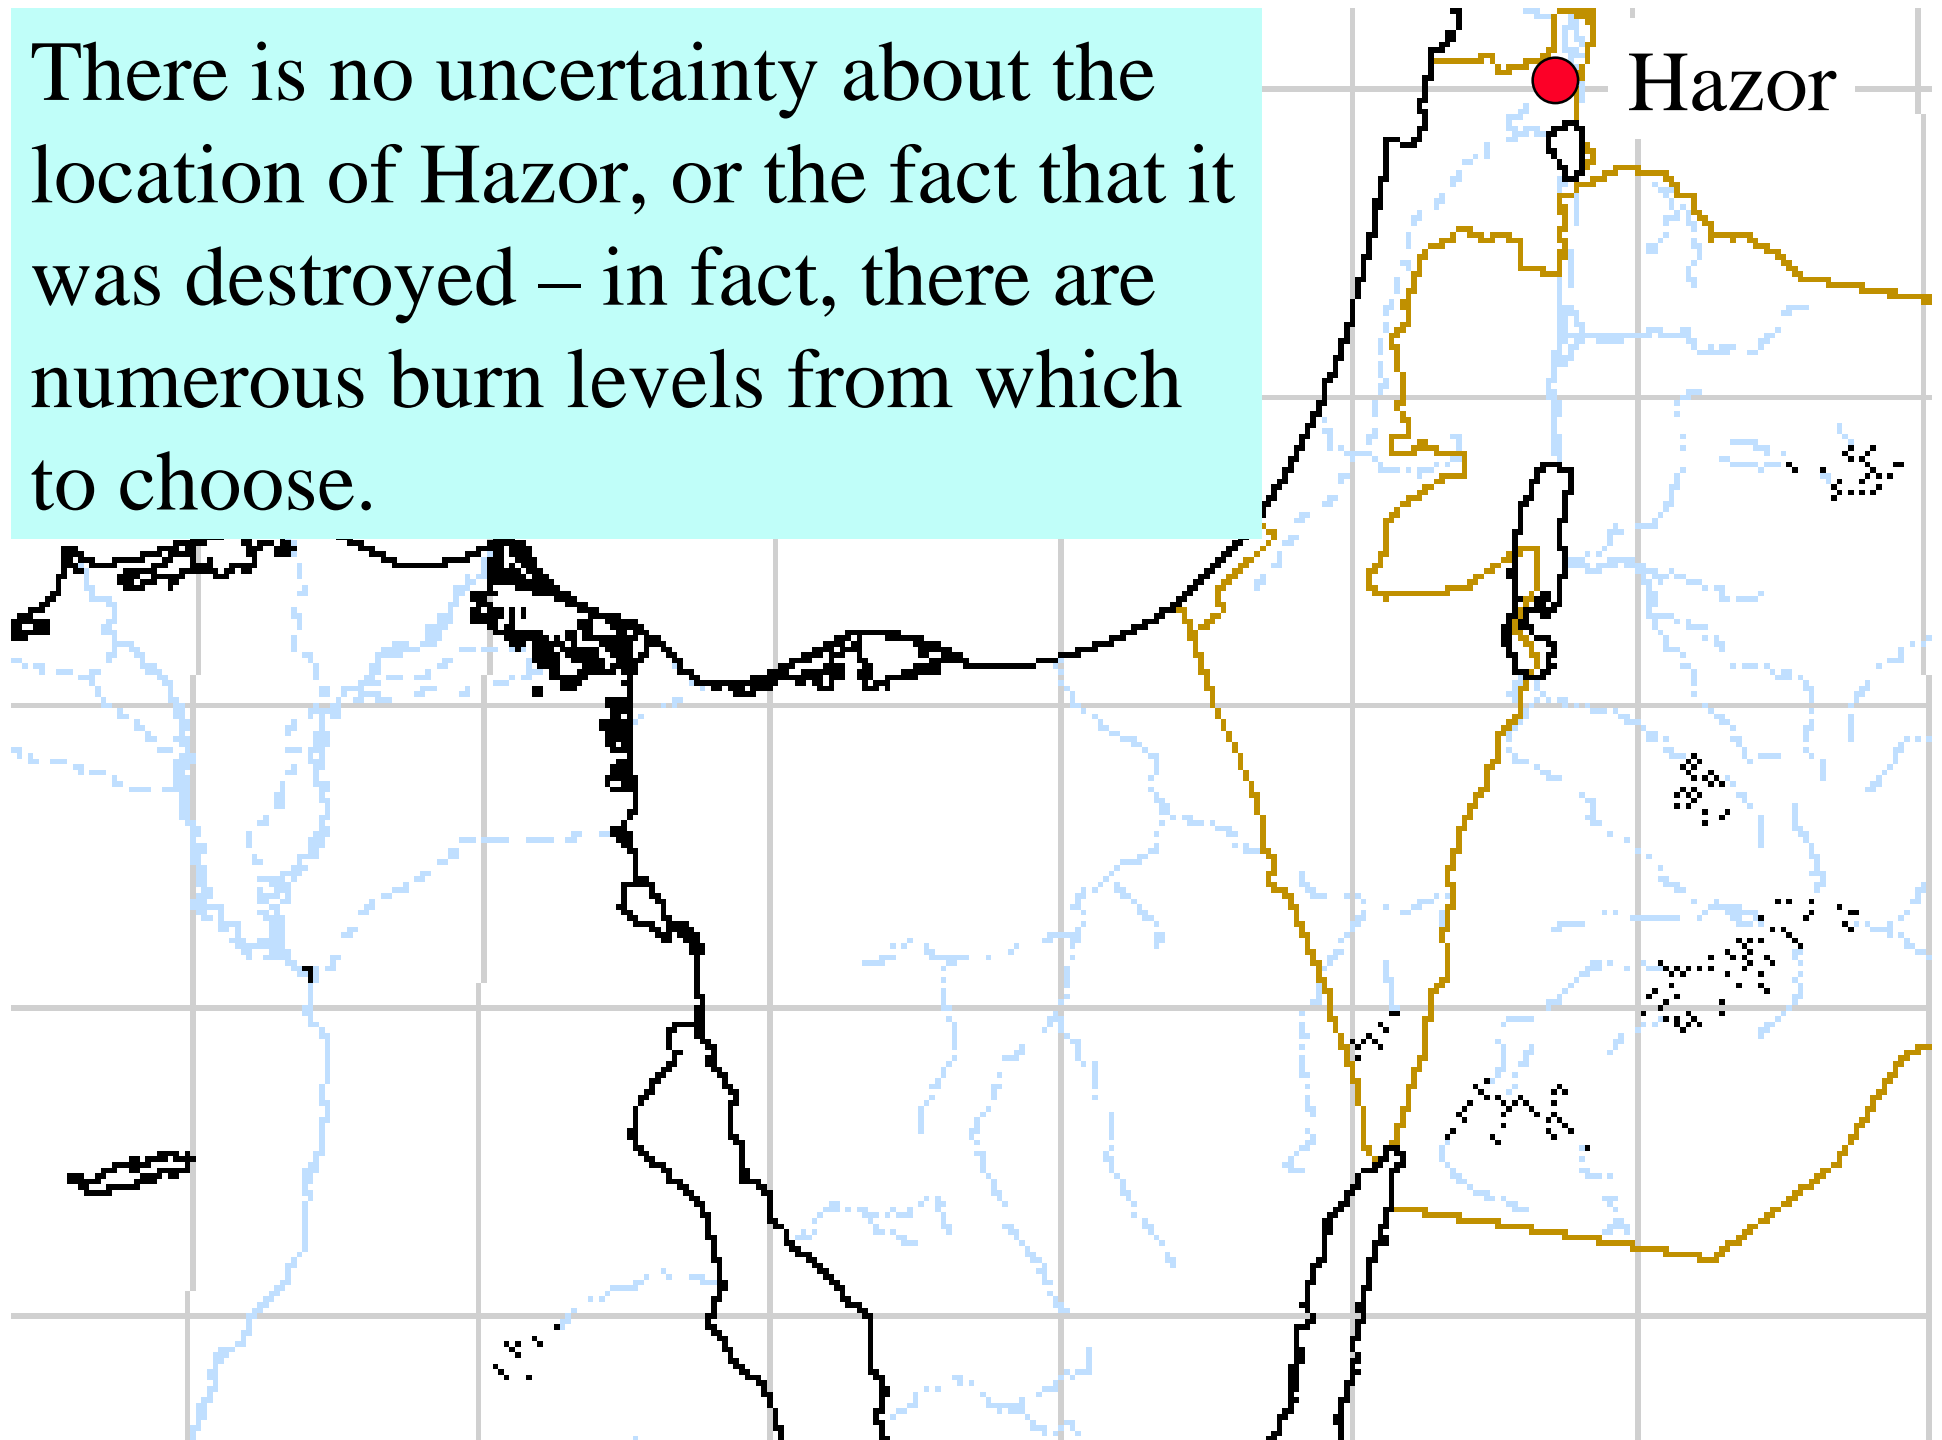 There is no uncertainty about the
location of Hazor, or the fact that it
was destroyed – in fact, there are
numerous burn levels from which
to choose.
Hazor